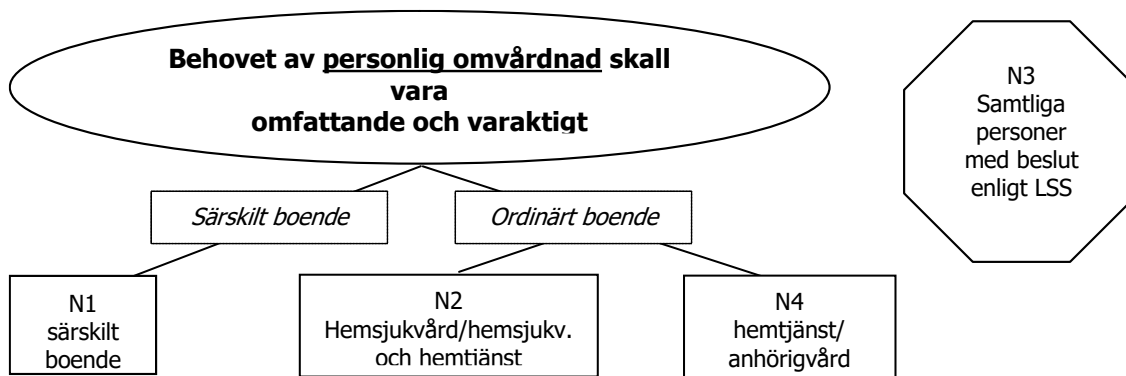 Behovet av personlig omvårdnad skall
vara
omfattande och varaktigt
N3
Samtliga
personer
med beslut
enligt LSS
Särskilt boende
Ordinärt boende
N1
särskilt
boende
N2
Hemsjukvård/hemsjukv.
och hemtjänst
N4
hemtjänst/
anhörigvård